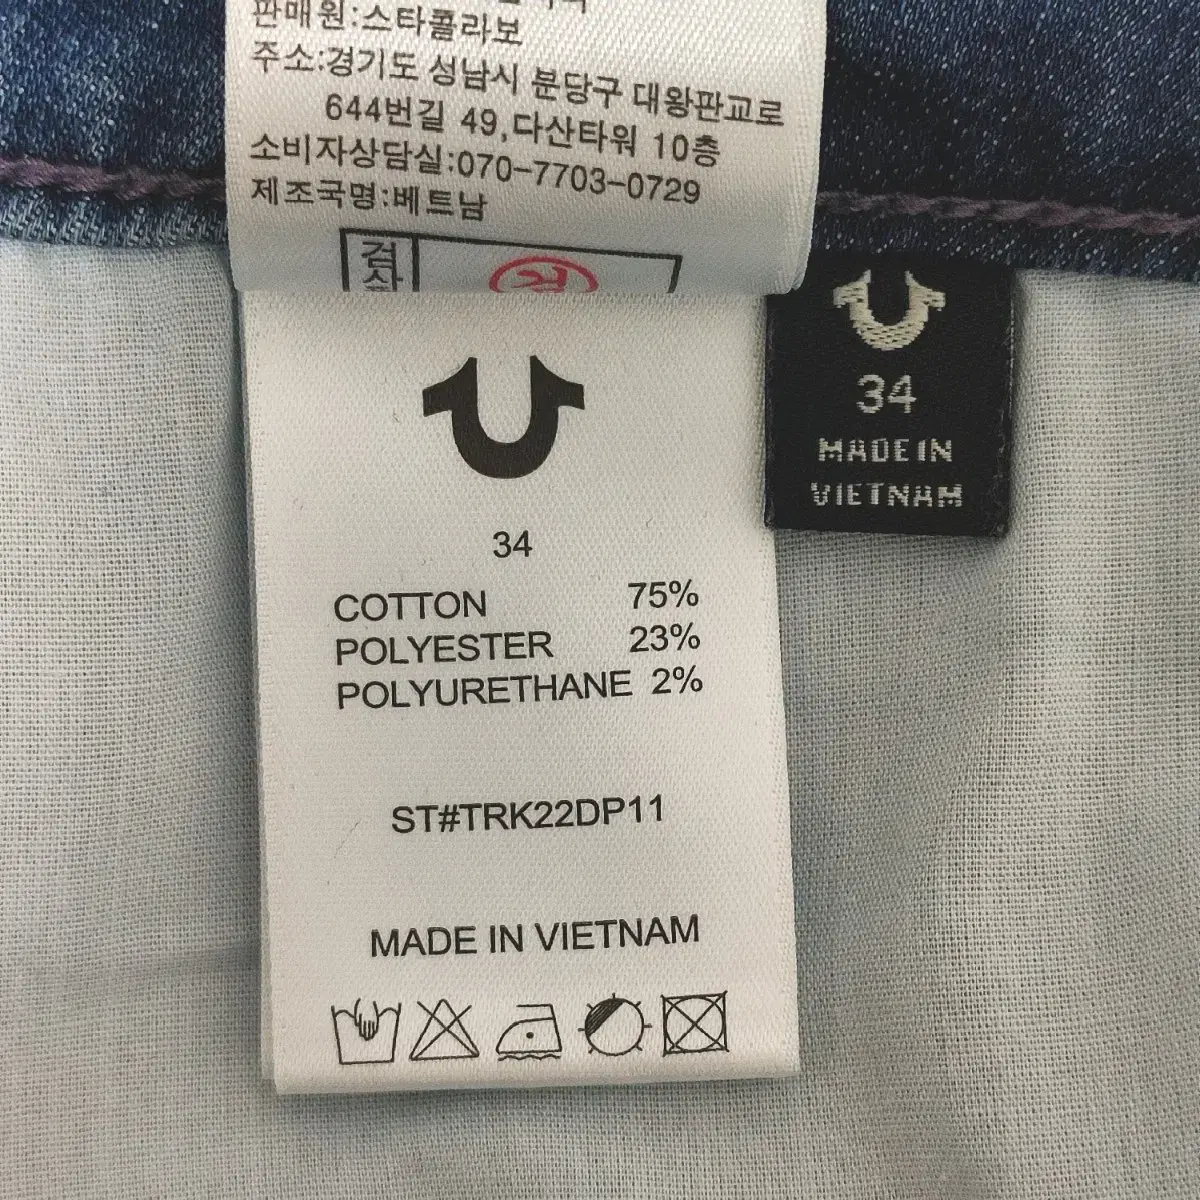 판매원:스타콜라보
주소:경기도 성남시 분당구 대왕판교로
644번길 49,다산타워 10층
소비자상담실:070-7703-0729
제조국명:베트남
검사
34
COTTON 75%
POLYESTER 23%
POLYURETHANE 2%
ST#TRK22DP11
MADE IN VIETNAM
34
MADE IN
VIETNAM